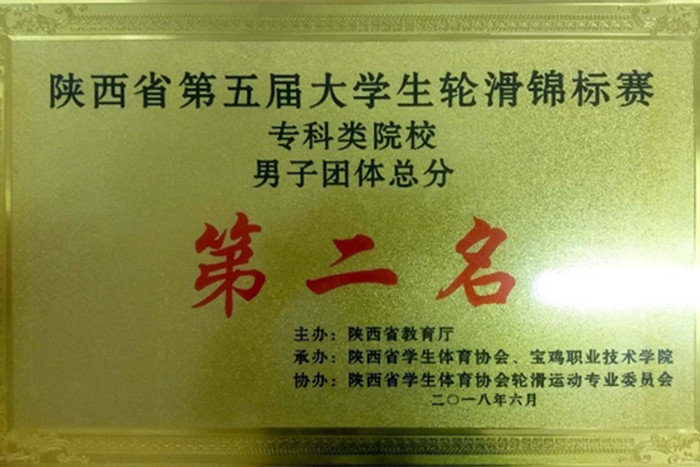 陕西省第五届大学生轮滑锦标赛
专科类院校
男子团体总分
第二名
主办：陕西省教育厅
承办：陕西省学生体育协会、宝鸡职业技术学院
协办：陕西省学生体育协会轮滑运动专业委员会
二〇一八年六月